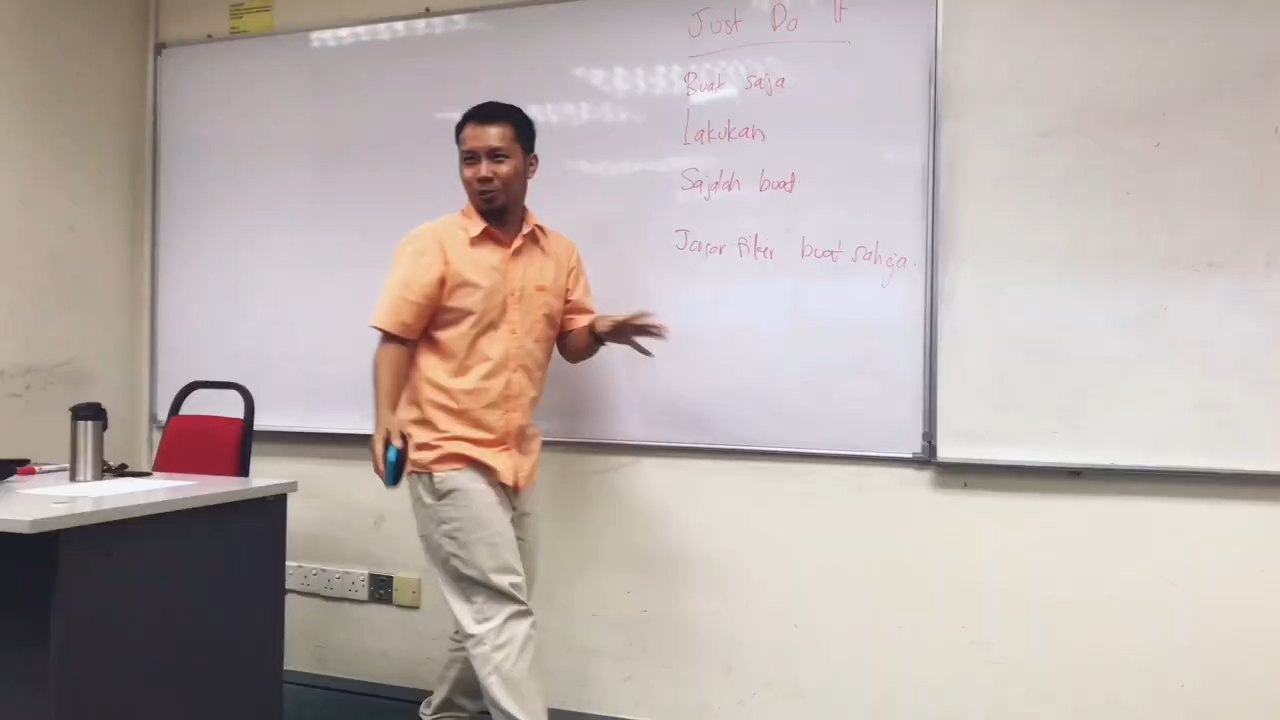 Just Do It
Buat saja
Lakukan
Sajalah buat.
Jangan fikir buat sahaja.